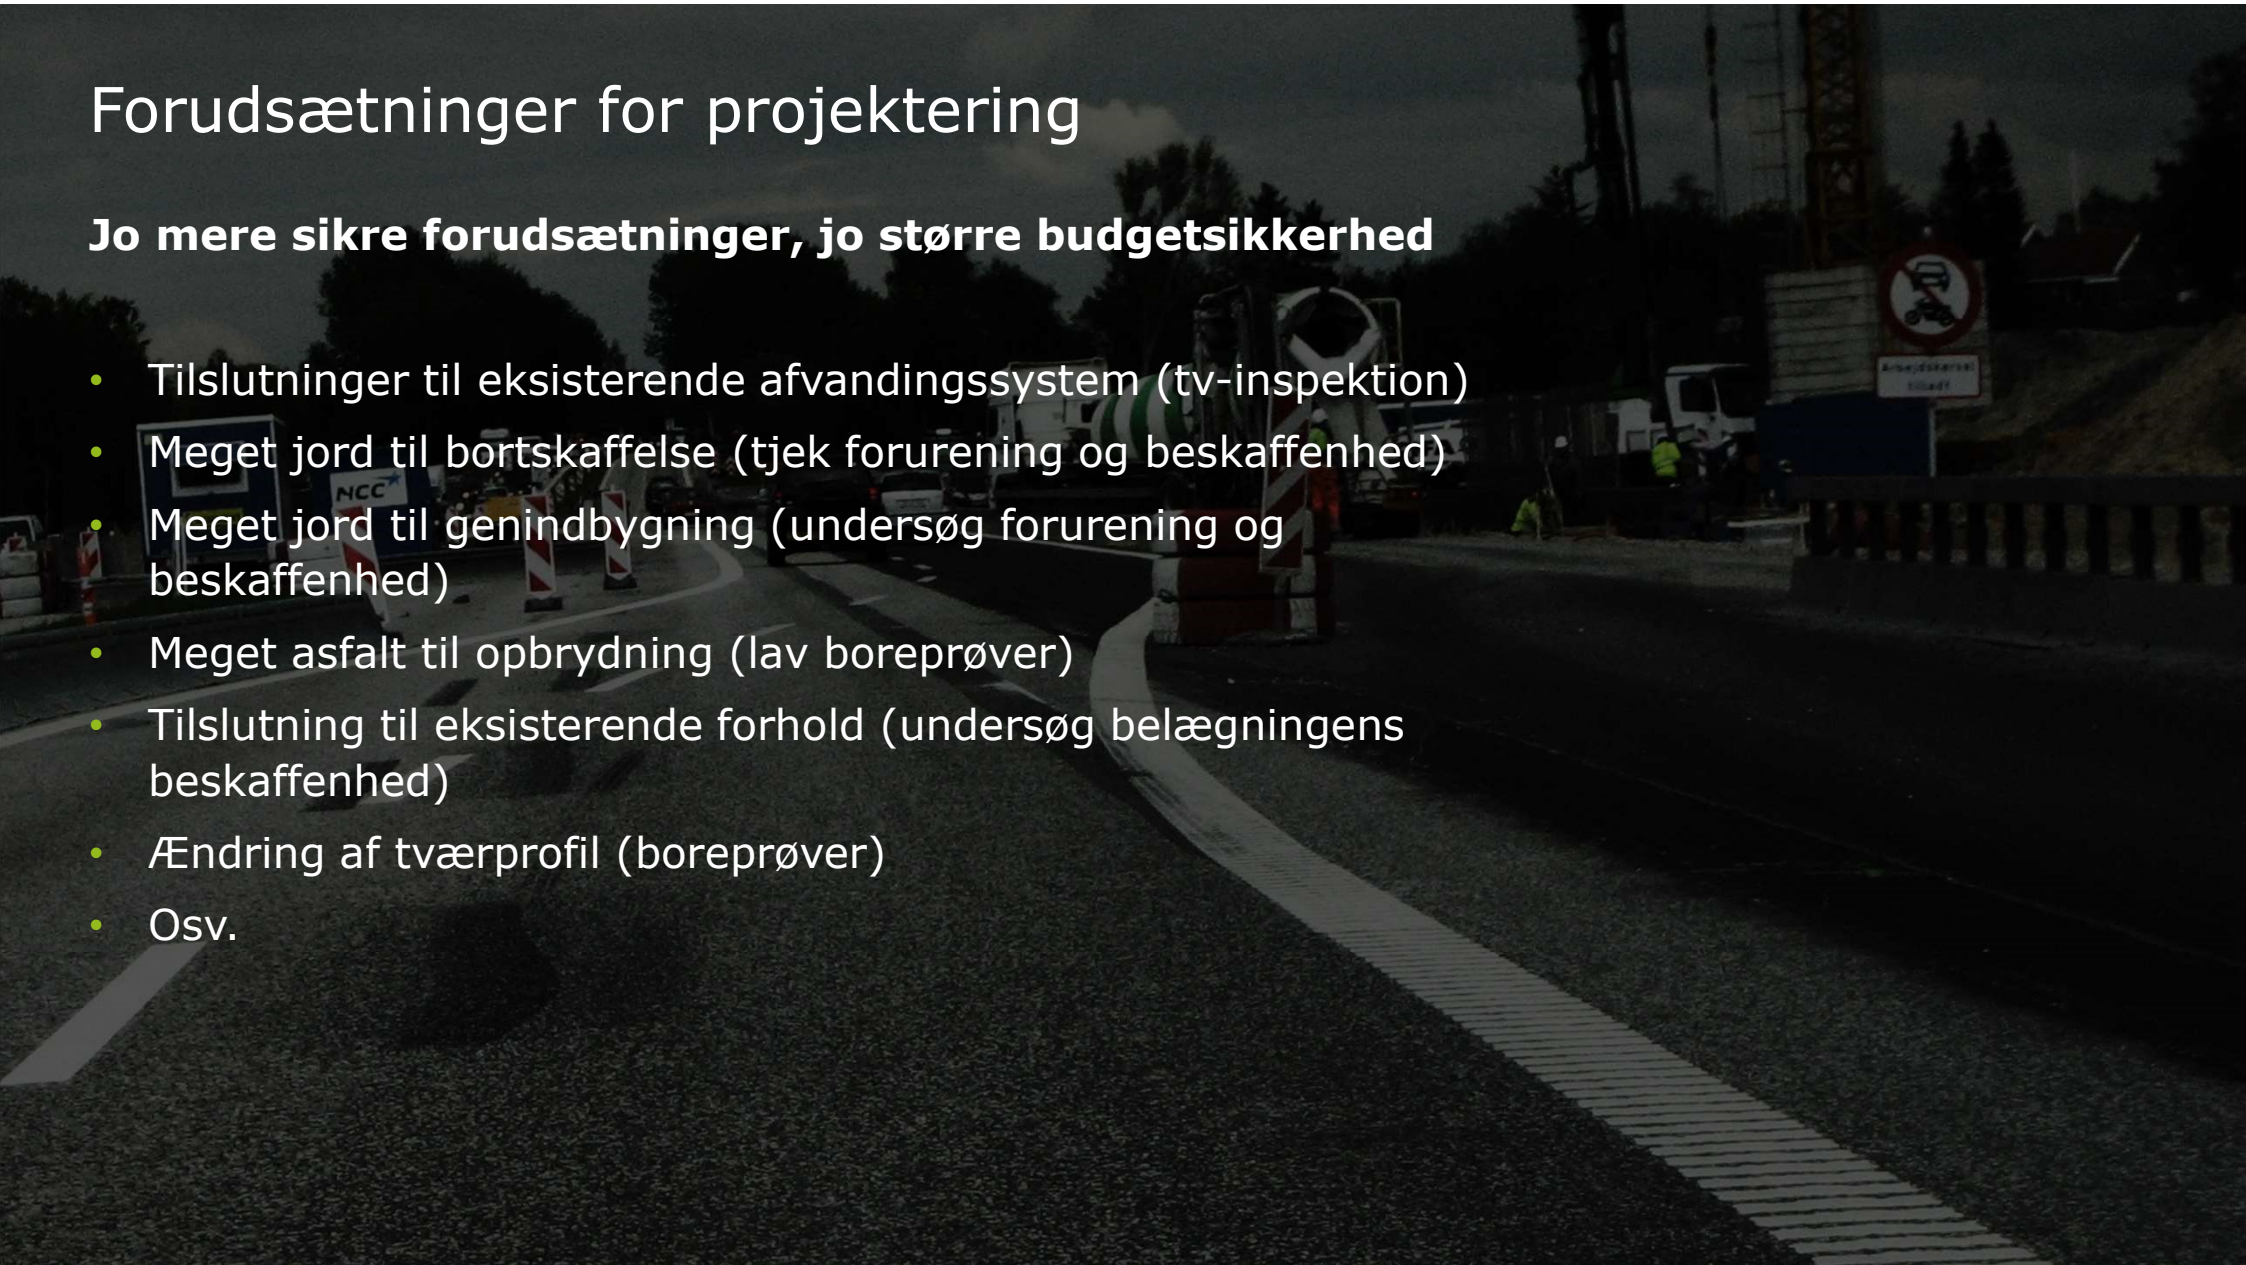 Forudsætninger for projektering
Jo mere sikre forudsætninger, jo større budgetsikkerhed
• Tilslutninger til eksisterende afvandingssystem (tv-inspektion)
• Meget jord til bortskaffelse (tjek forurening og beskaffenhed)
• Meget jord til genindbygning (undersøg forurening og
beskaffenhed)
• Meget asfalt til opbrydning (lav boreprøver)
• Tilslutning til eksisterende forhold (undersøg belægningens
beskaffenhed)
• Ændring af tværprofil (boreprøver)
• Osv.
NCC
Arbejdskørsel
tilladt